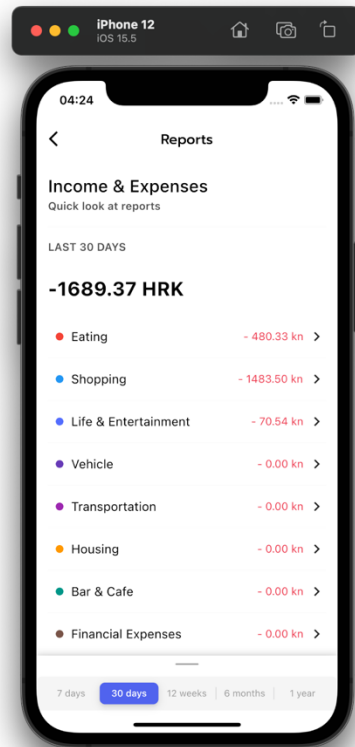 iPhone 12
iOS 15.5
04:24
Reports
Income & Expenses
Quick look at reports
LAST 30 DAYS
-1689.37 HRK
Eating - 480.33 kn
Shopping - 1483.50 kn
Life & Entertainment - 70.54 kn
Vehicle - 0.00 kn
Transportation - 0.00 kn
Housing - 0.00 kn
Bar & Cafe - 0.00 kn
Financial Expenses - 0.00 kn
7 days 30 days 12 weeks 6 months 1 year